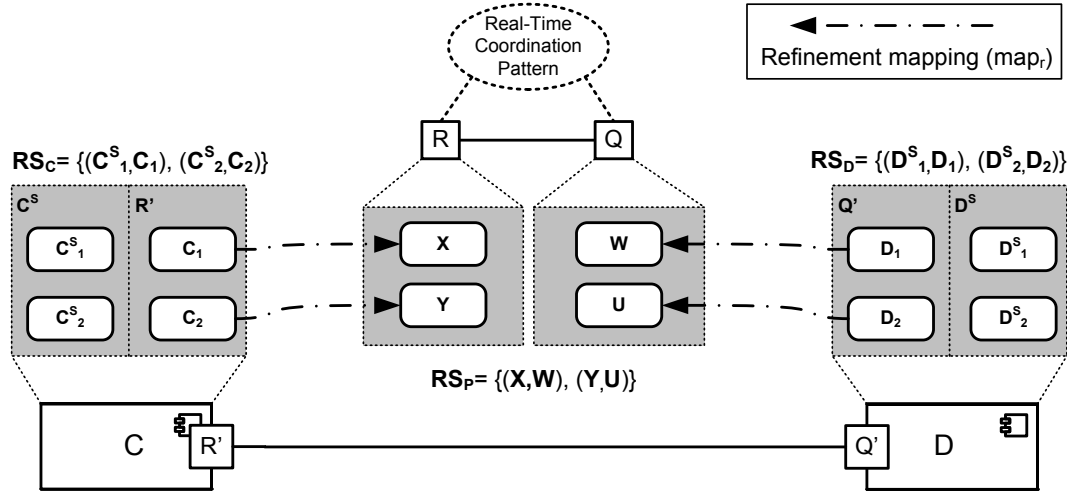 Real-Time
Coordination
Pattern
Refinement mapping (mapᵣ)
R
Q
RS_C= {(C^S_1,C_1), (C^S_2,C_2)}
RS_D= {(D^S_1,D_1), (D^S_2,D_2)}
C^S
R'
Q'
D^S
C^S_1
C_1
X
W
D_1
D^S_1
C^S_2
C_2
Y
U
D_2
D^S_2
RS_P= {(X,W), (Y,U)}
C
R'
Q'
D